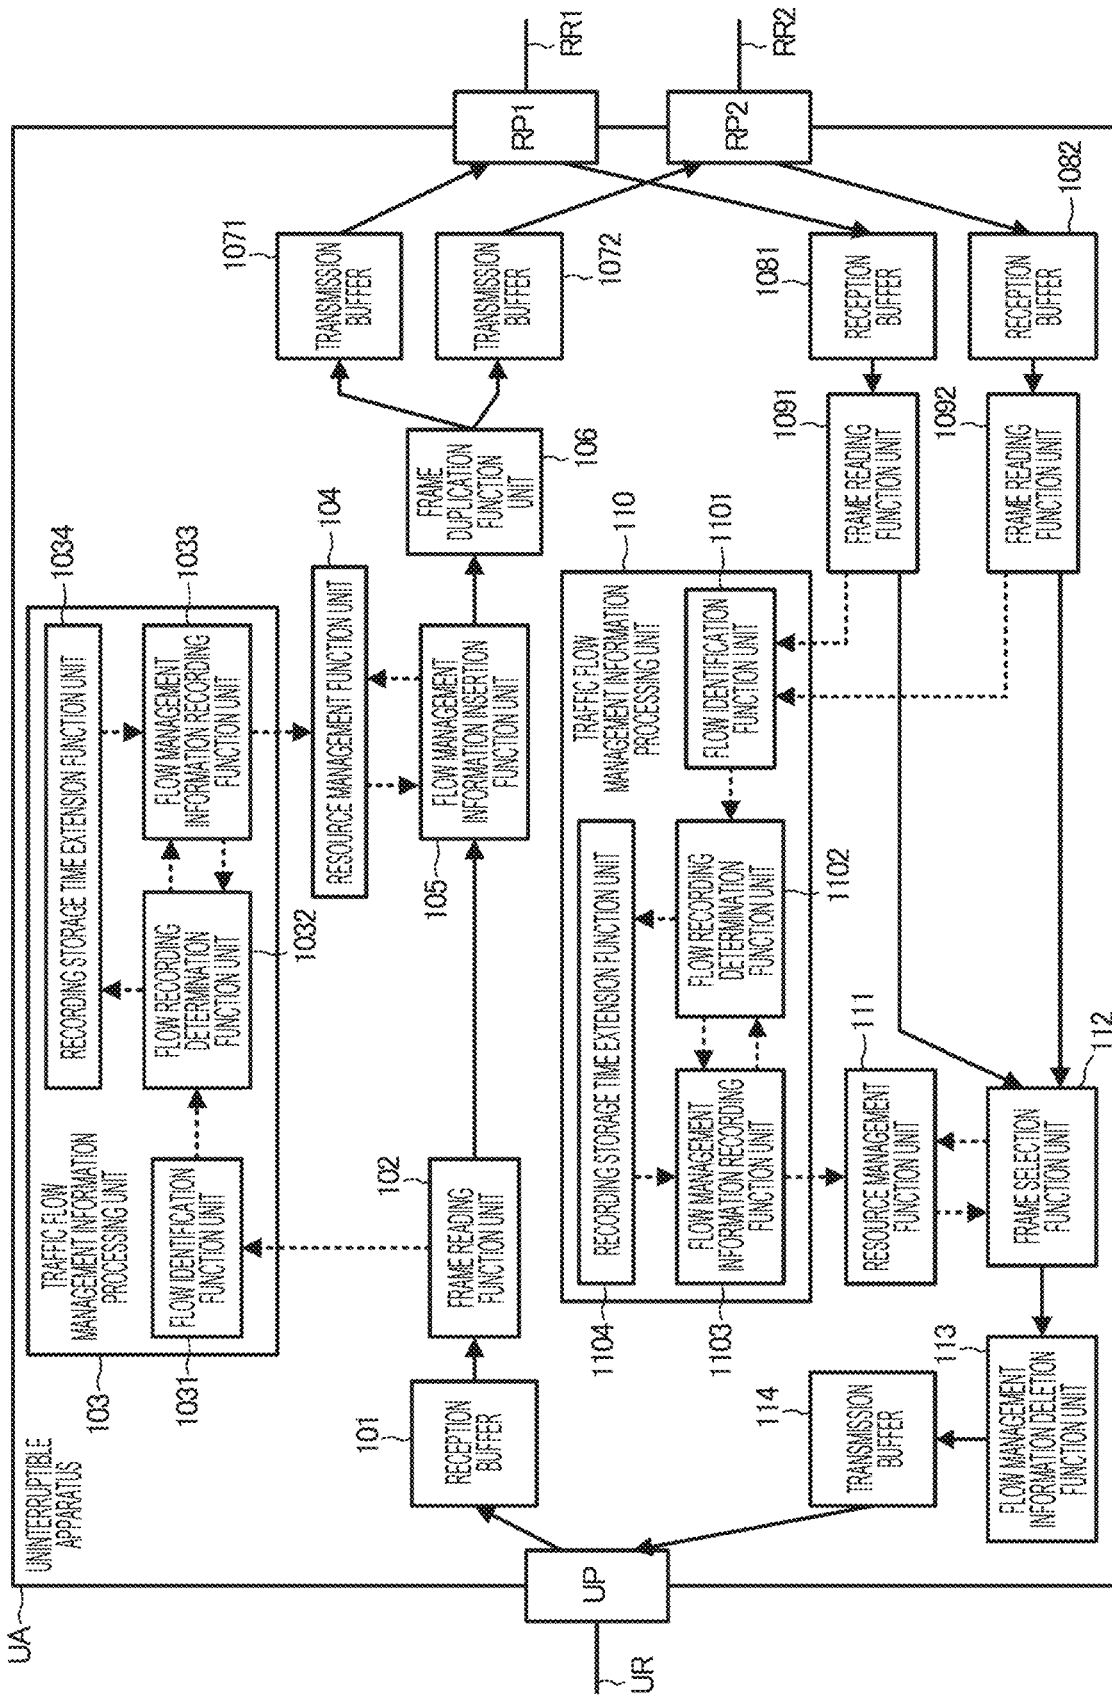 UA
UNINTERRUPTIBLE
APPARATUS
103
TRAFFIC FLOW
MANAGEMENT INFORMATION
PROCESSING UNIT
1031
FLOW IDENTIFICATION
FUNCTION UNIT
RECORDING STORAGE TIME EXTENSION FUNCTION UNIT
1034
FLOW RECORDING
DETERMINATION
FUNCTION UNIT
1032
FLOW MANAGEMENT
INFORMATION RECORDING
FUNCTION UNIT
1033
RESOURCE MANAGEMENT FUNCTION UNIT
104
UR
UP
101
RECEPTION
BUFFER
102
FRAME READING
FUNCTION UNIT
105
FLOW MANAGEMENT
INFORMATION INSERTION
FUNCTION UNIT
FRAME
DUPLICATION
FUNCTION
UNIT
106
1071
TRANSMISSION
BUFFER
TRANSMISSION
BUFFER
1072
RP1
RR1
RP2
RR2
110
TRAFFIC FLOW
MANAGEMENT INFORMATION
PROCESSING UNIT
1104
RECORDING STORAGE TIME EXTENSION FUNCTION UNIT
1103
FLOW MANAGEMENT
INFORMATION RECORDING
FUNCTION UNIT
FLOW RECORDING
DETERMINATION
FUNCTION UNIT
1102
1101
FLOW IDENTIFICATION
FUNCTION UNIT
1091
FRAME READING
FUNCTION UNIT
1081
RECEPTION
BUFFER
1092
FRAME READING
FUNCTION UNIT
RECEPTION
BUFFER
1082
111
RESOURCE MANAGEMENT
FUNCTION UNIT
FRAME SELECTION
FUNCTION UNIT
112
114
TRANSMISSION
BUFFER
113
FLOW MANAGEMENT
INFORMATION DELETION
FUNCTION UNIT